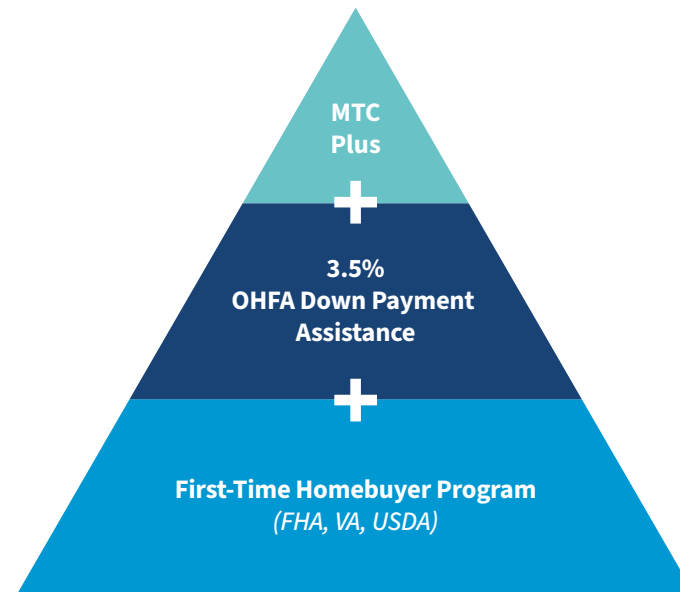 MTC
Plus
3.5%
OHFA Down Payment
Assistance
First-Time Homebuyer Program
(FHA, VA, USDA)